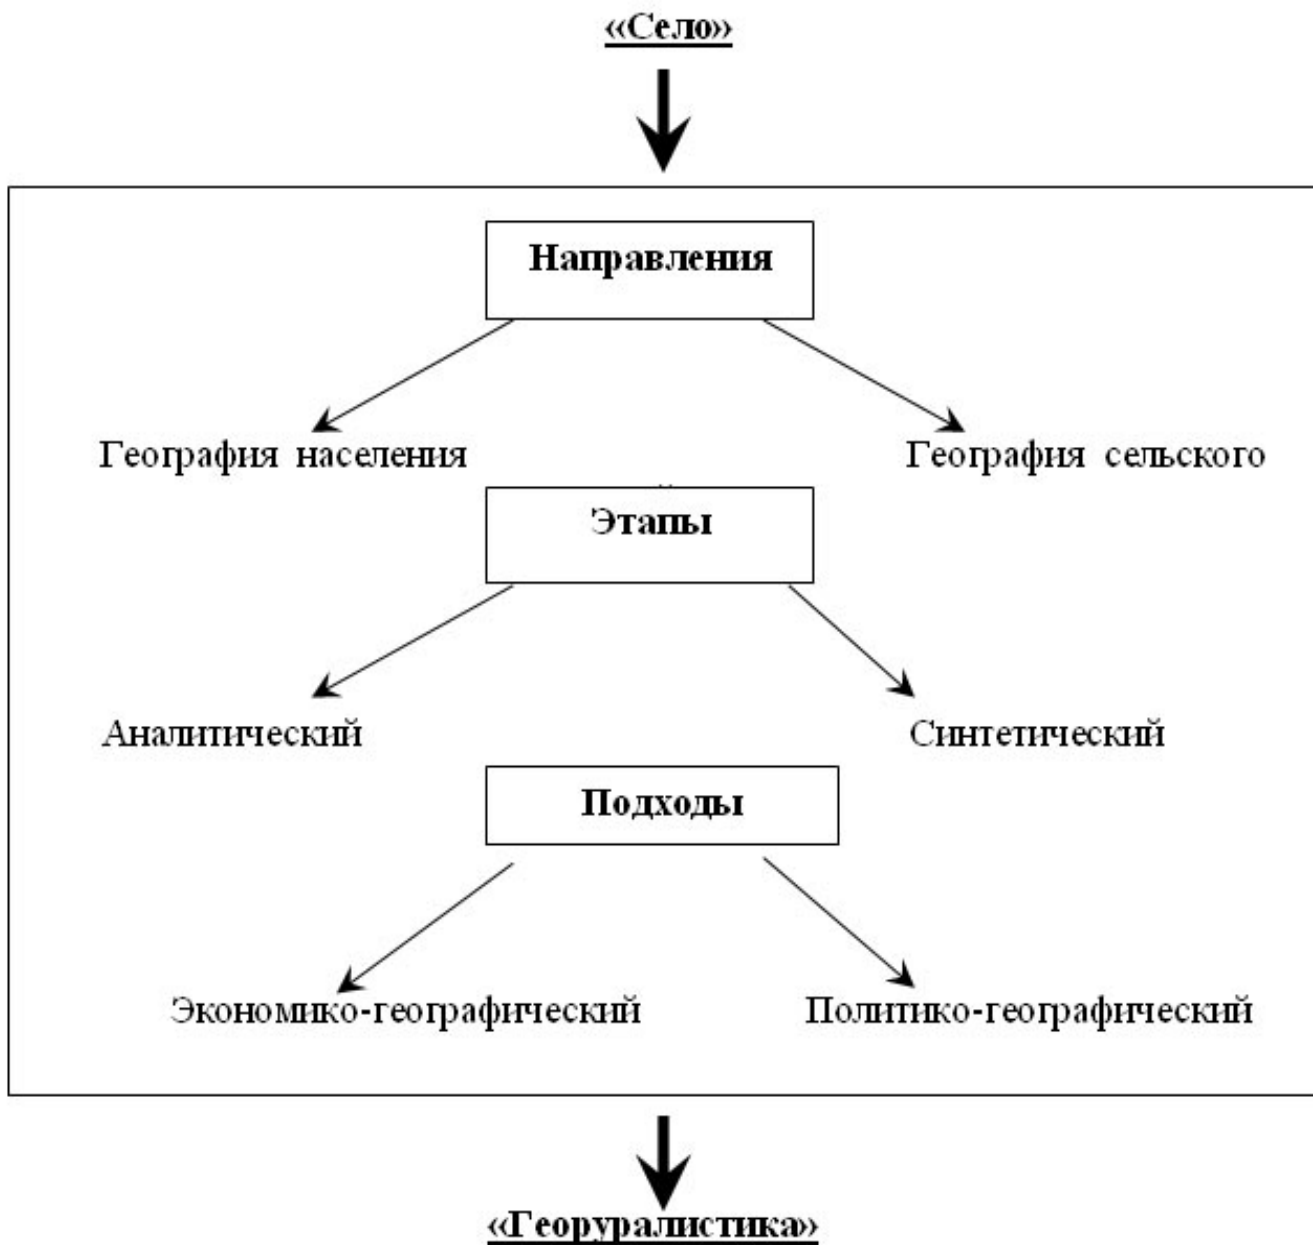 «Село»
Направления
География населения
География сельского
Этапы
Аналитический
Синтетический
Подходы
Экономико-географический
Политико-географический
«Георуралистика»